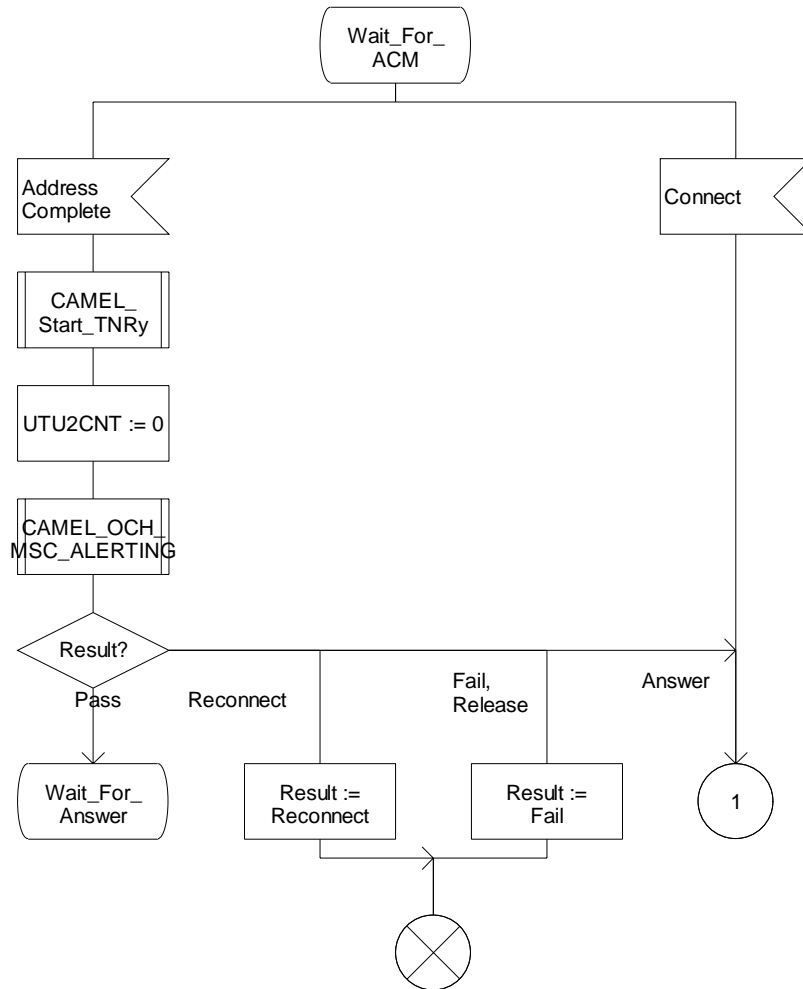 Wait_For_
ACM
Address
Complete
Connect
CAMEL_
Start_TNRy
UTU2CNT := 0
CAMEL_OCH_
MSC_ALERTING
Result?
Pass
Reconnect
Fail,
Release
Answer
Wait_For_
Answer
Result :=
Reconnect
Result :=
Fail
1